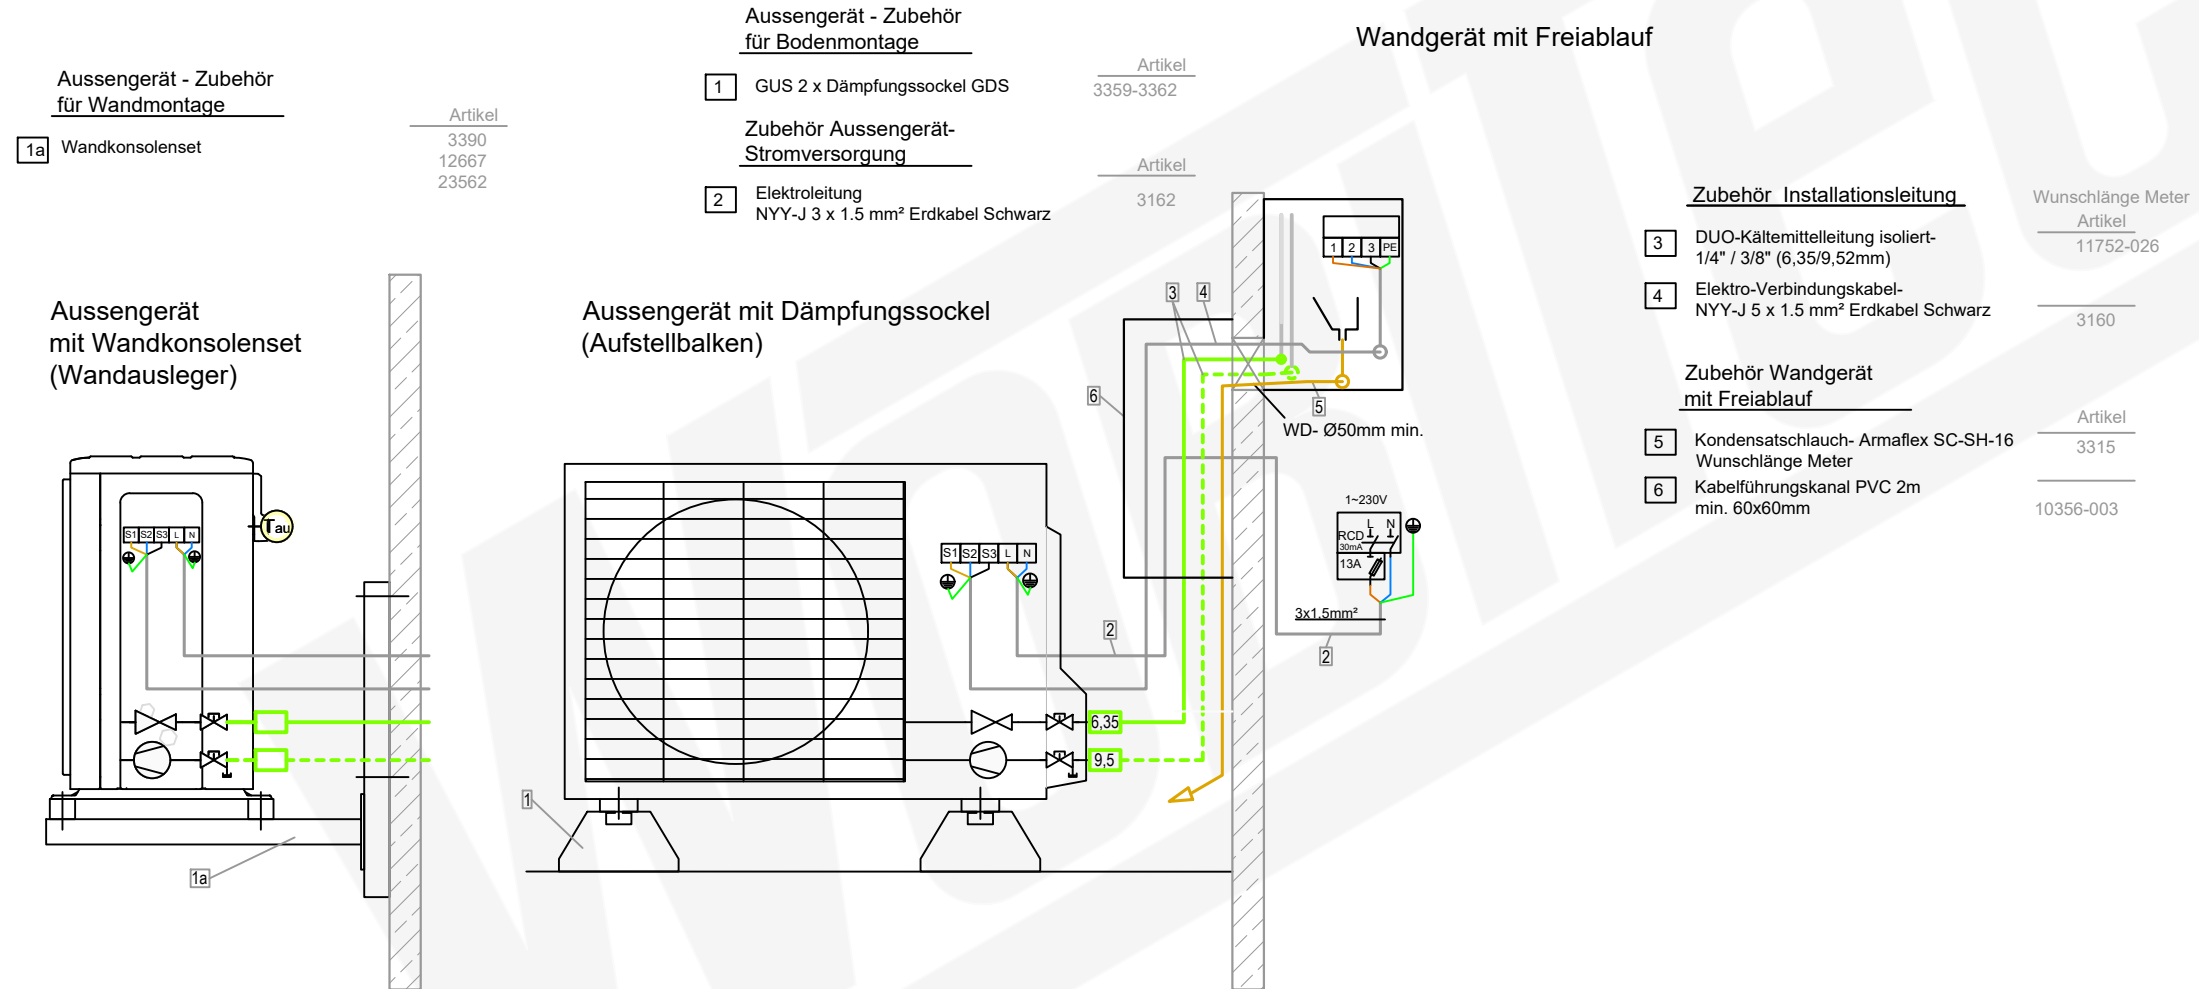 Aussengerät - Zubehör
für Wandmontage
Artikel
1a Wandkonsolenset
3390
12667
23562
Aussengerät - Zubehör
für Bodenmontage
Artikel
1 GUS 2 x Dämpfungssockel GDS
3359-3362
Zubehör Aussengerät-
Stromversorgung
Artikel
2 Elektroleitung
NYY-J 3 x 1.5 mm² Erdkabel Schwarz
3162
Wandgerät mit Freiablauf
Zubehör Installationsleitung
Wunschlänge Meter
Artikel
3 DUO-Kältemittelleitung isoliert-
1/4" / 3/8" (6,35/9,52mm)
11752-026
4 Elektro-Verbindungskabel-
NYY-J 5 x 1.5 mm² Erdkabel Schwarz
3160
Zubehör Wandgerät
mit Freiablauf
Artikel
5 Kondensatschlauch- Armaflex SC-SH-16
Wunschlänge Meter
3315
6 Kabelführungskanal PVC 2m
min. 60x60mm
10356-003
Aussengerät
mit Wandkonsolenset
(Wandausleger)
S1 S2 S3 L N
Tau
1a
Aussengerät mit Dämpfungssockel
(Aufstellbalken)
S1 S2 S3 L N
6,35
9,5
1
2
3
4
6
5
1 2 3 PE
WD- Ø50mm min.
1~230V
L N
RCD
30mA
13A
3x1.5mm²
2
Wolltec